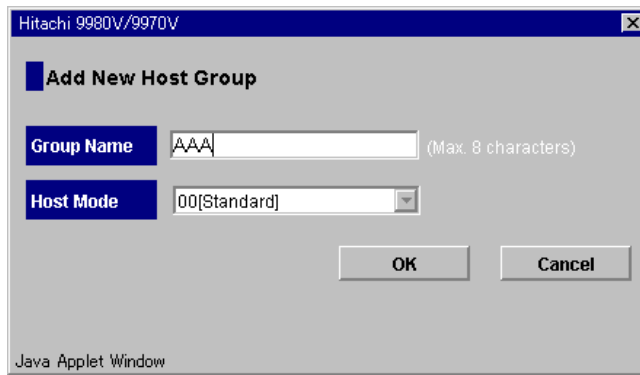 Hitachi 9980V/9970V
Add New Host Group
Group Name AAA (Max. 8 characters)
Host Mode 00[Standard]
OK Cancel
Java Applet Window